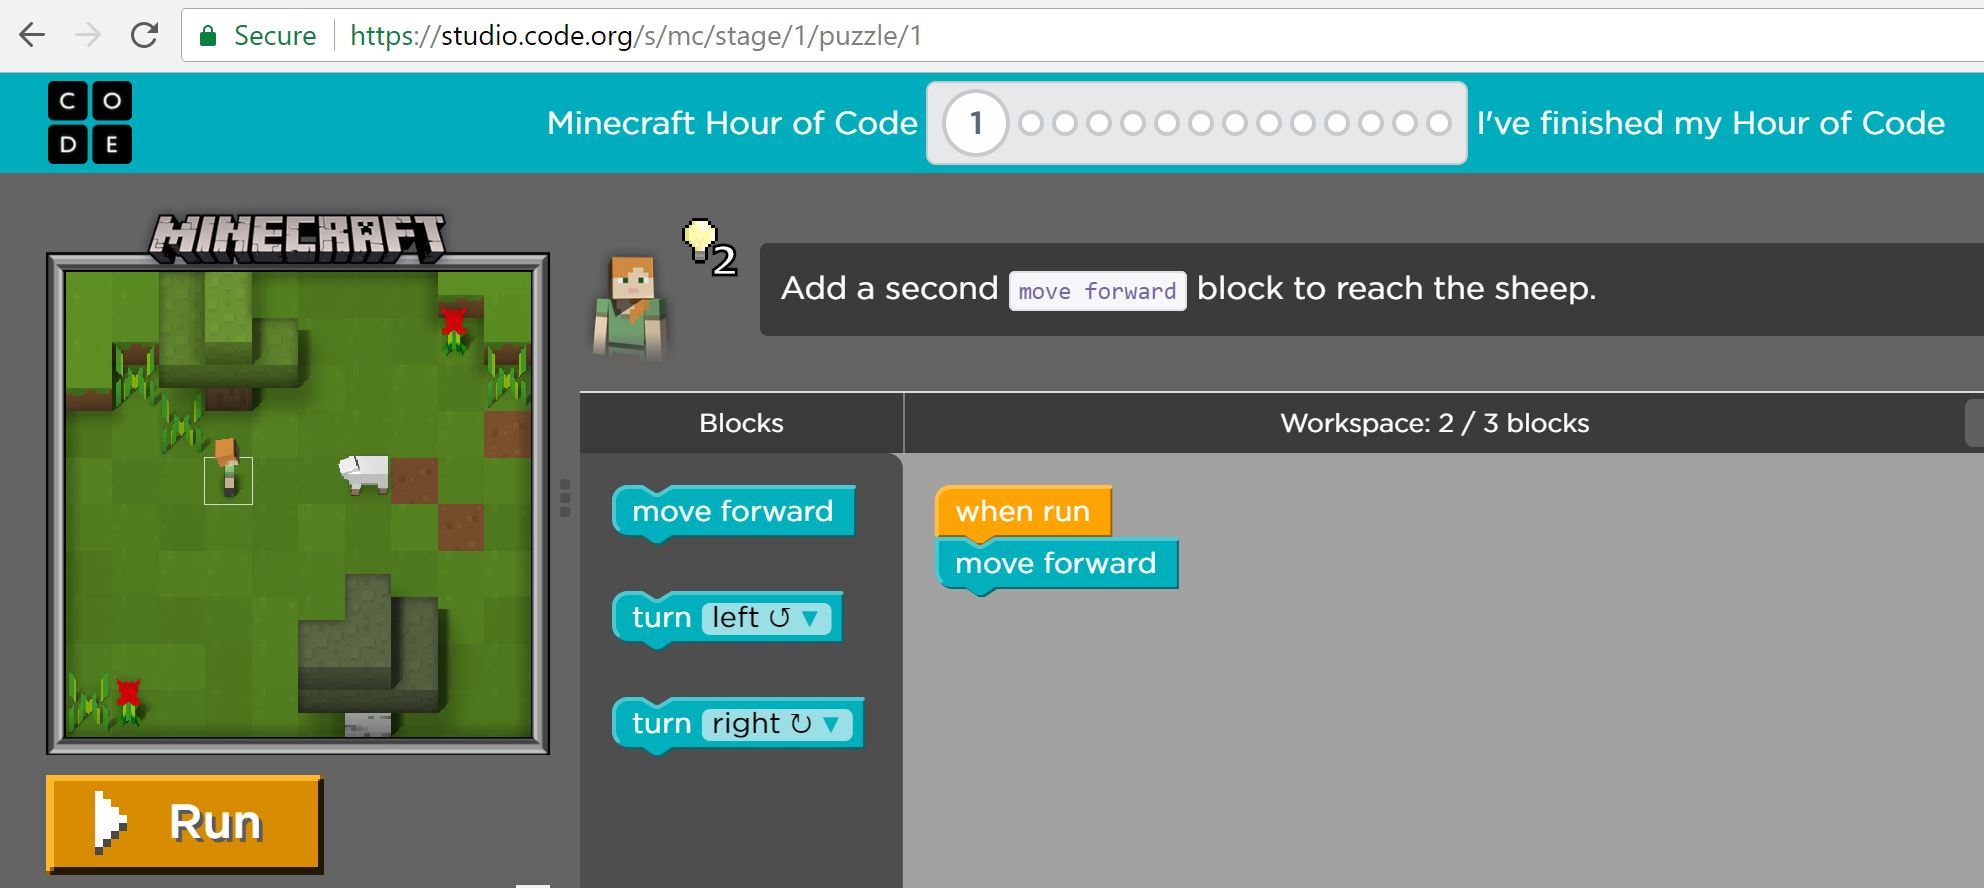 Secure https://studio.code.org/s/mc/stage/1/puzzle/1
C O
D E
Minecraft Hour of Code 1 I've finished my Hour of Code
MINECRAFT
2
Add a second move forward block to reach the sheep.
Blocks
Workspace: 2 / 3 blocks
move forward
turn left ↺ ▼
turn right ↻ ▼
when run
move forward
Run